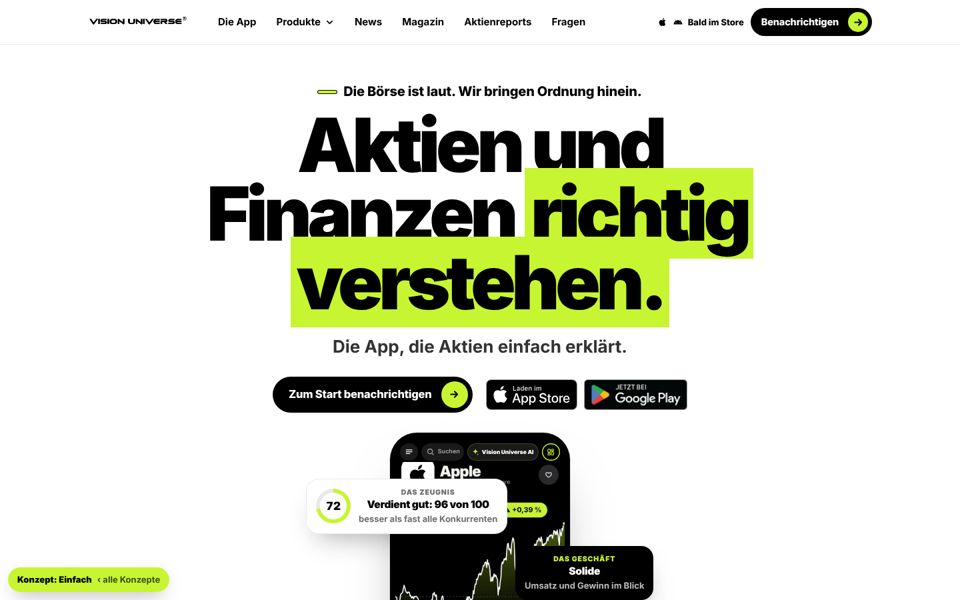 VISION UNIVERSE®
Die App
Produkte
News
Magazin
Aktienreports
Fragen
Bald im Store
Benachrichtigen
Die Börse ist laut. Wir bringen Ordnung hinein.
Aktien und
Finanzen richtig
verstehen.
Die App, die Aktien einfach erklärt.
Zum Start benachrichtigen
Laden im
App Store
JETZT BEI
Google Play
Suchen
Vision Universe AI
Apple
DAS ZEUGNIS
72
Verdient gut: 96 von 100
besser als fast alle Konkurrenten
+0,39 %
DAS GESCHÄFT
Solide
Umsatz und Gewinn im Blick
Konzept: Einfach
‹ alle Konzepte